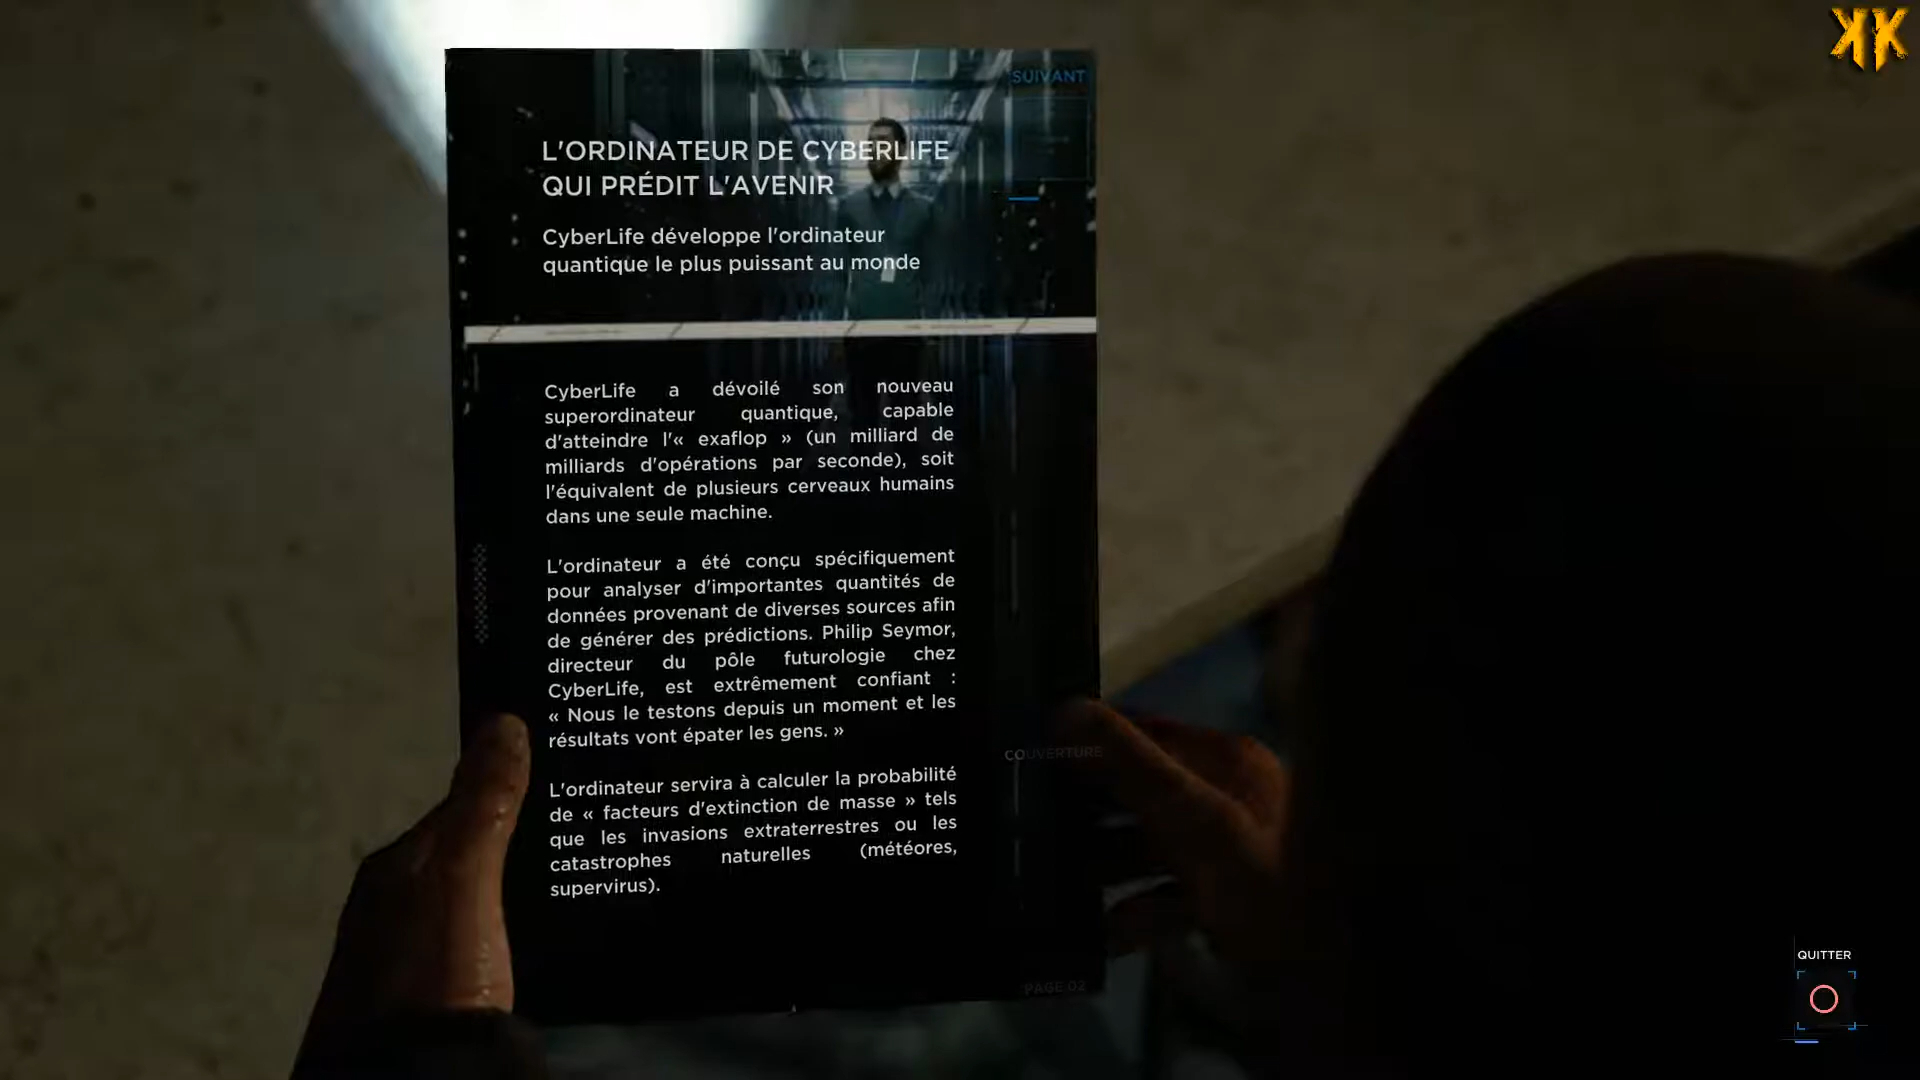 KK
SUIVANT
L'ORDINATEUR DE CYBERLIFE
QUI PRÉDIT L'AVENIR
CyberLife développe l'ordinateur
quantique le plus puissant au monde
CyberLife a dévoilé son nouveau
superordinateur quantique, capable
d'atteindre l'« exaflop » (un milliard de
milliards d'opérations par seconde), soit
l'équivalent de plusieurs cerveaux humains
dans une seule machine.
L'ordinateur a été conçu spécifiquement
pour analyser d'importantes quantités de
données provenant de diverses sources afin
de générer des prédictions. Philip Seymor,
directeur du pôle futurologie chez
CyberLife, est extrêmement confiant :
« Nous le testons depuis un moment et les
résultats vont épater les gens. »
COUVERTURE
L'ordinateur servira à calculer la probabilité
de « facteurs d'extinction de masse » tels
que les invasions extraterrestres ou les
catastrophes naturelles (météores,
supervirus).
PAGE 02
QUITTER